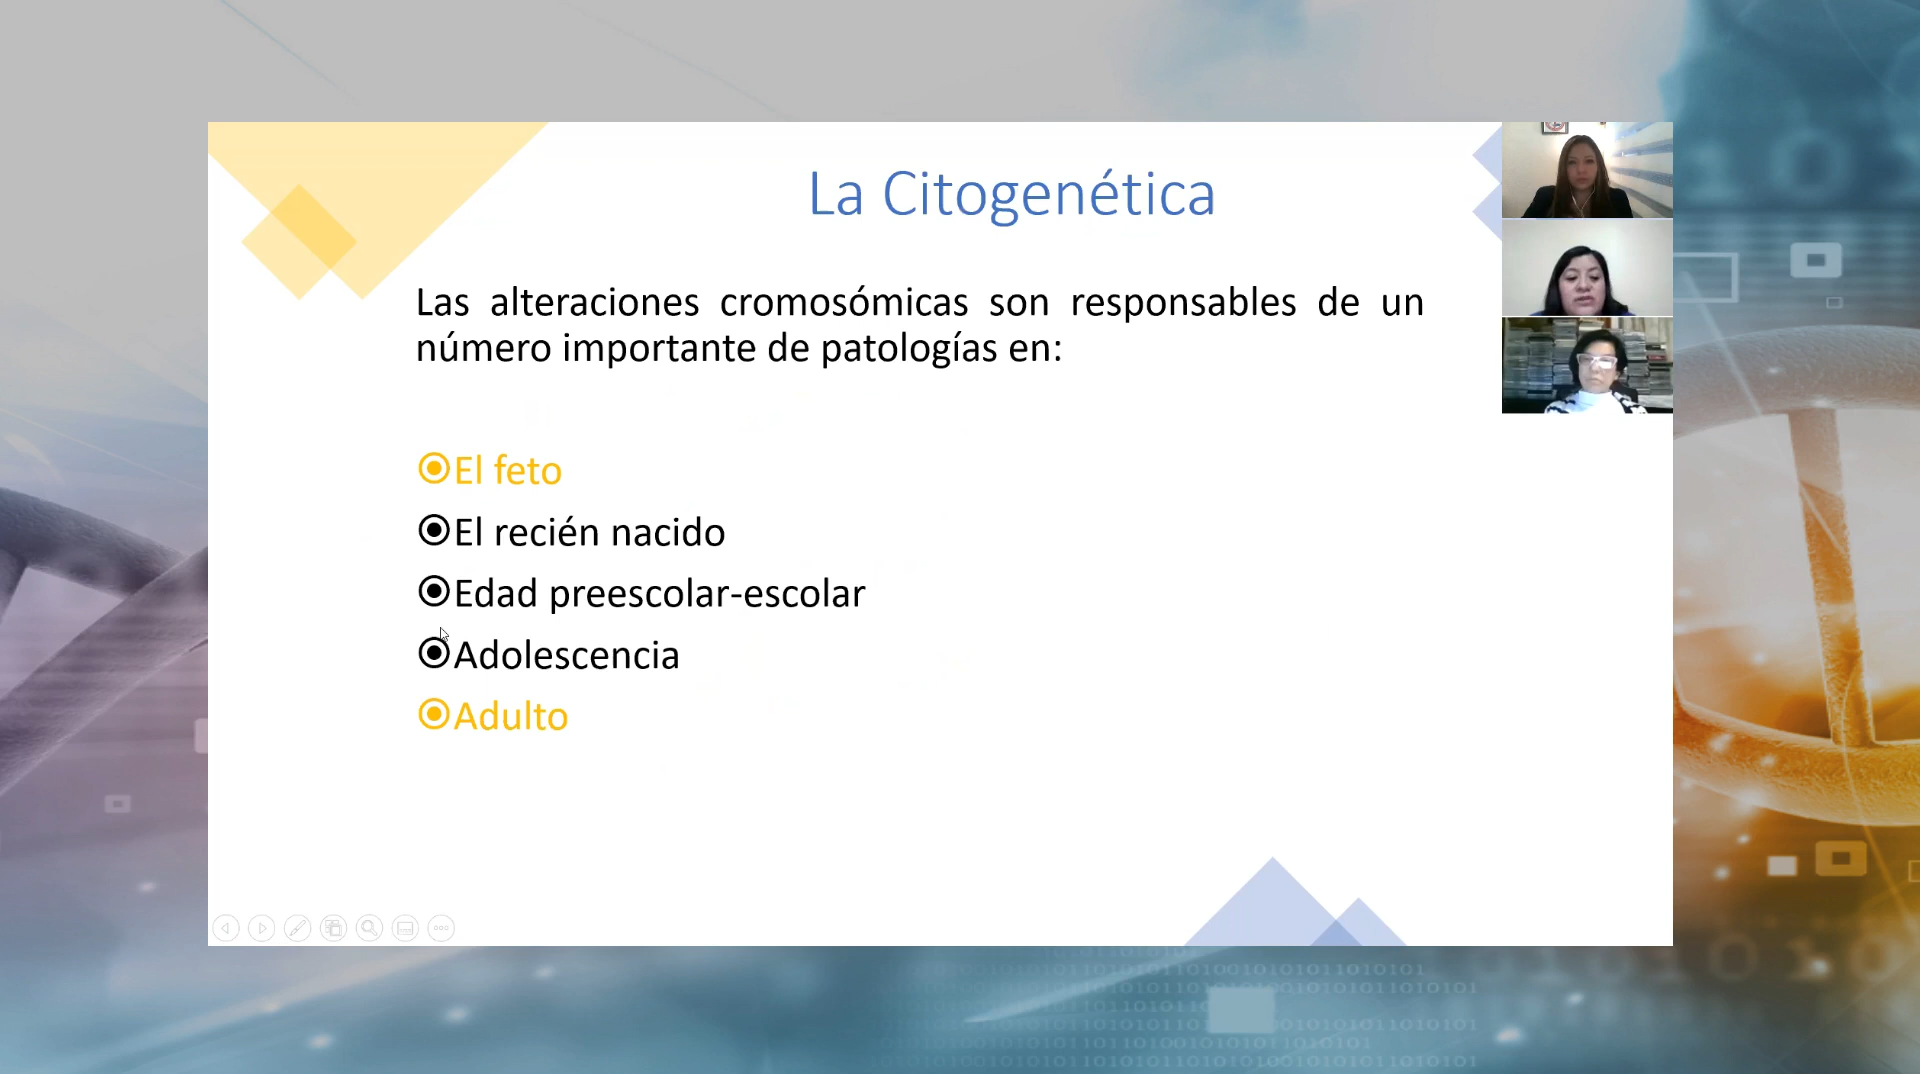 La Citogenética
Las alteraciones cromosómicas son responsables de un
número importante de patologías en:
El feto
El recién nacido
Edad preescolar-escolar
Adolescencia
Adulto